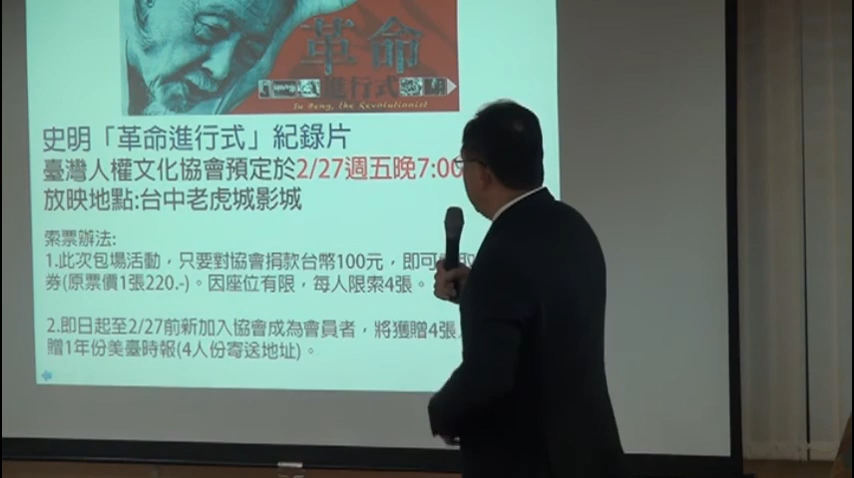 革命
進行式
Su Beng, the Revolutionist
史明「革命進行式」紀錄片
臺灣人權文化協會預定於2/27週五晚7:00
放映地點:台中老虎城影城
索票辦法:
1.此次包場活動，只要對協會捐款台幣100元，即可
券(原票價1張220.-)。因座位有限，每人限索4張。
2.即日起至2/27前新加入協會成為會員者，將獲贈4張
贈1年份美臺時報(4人份寄送地址)。